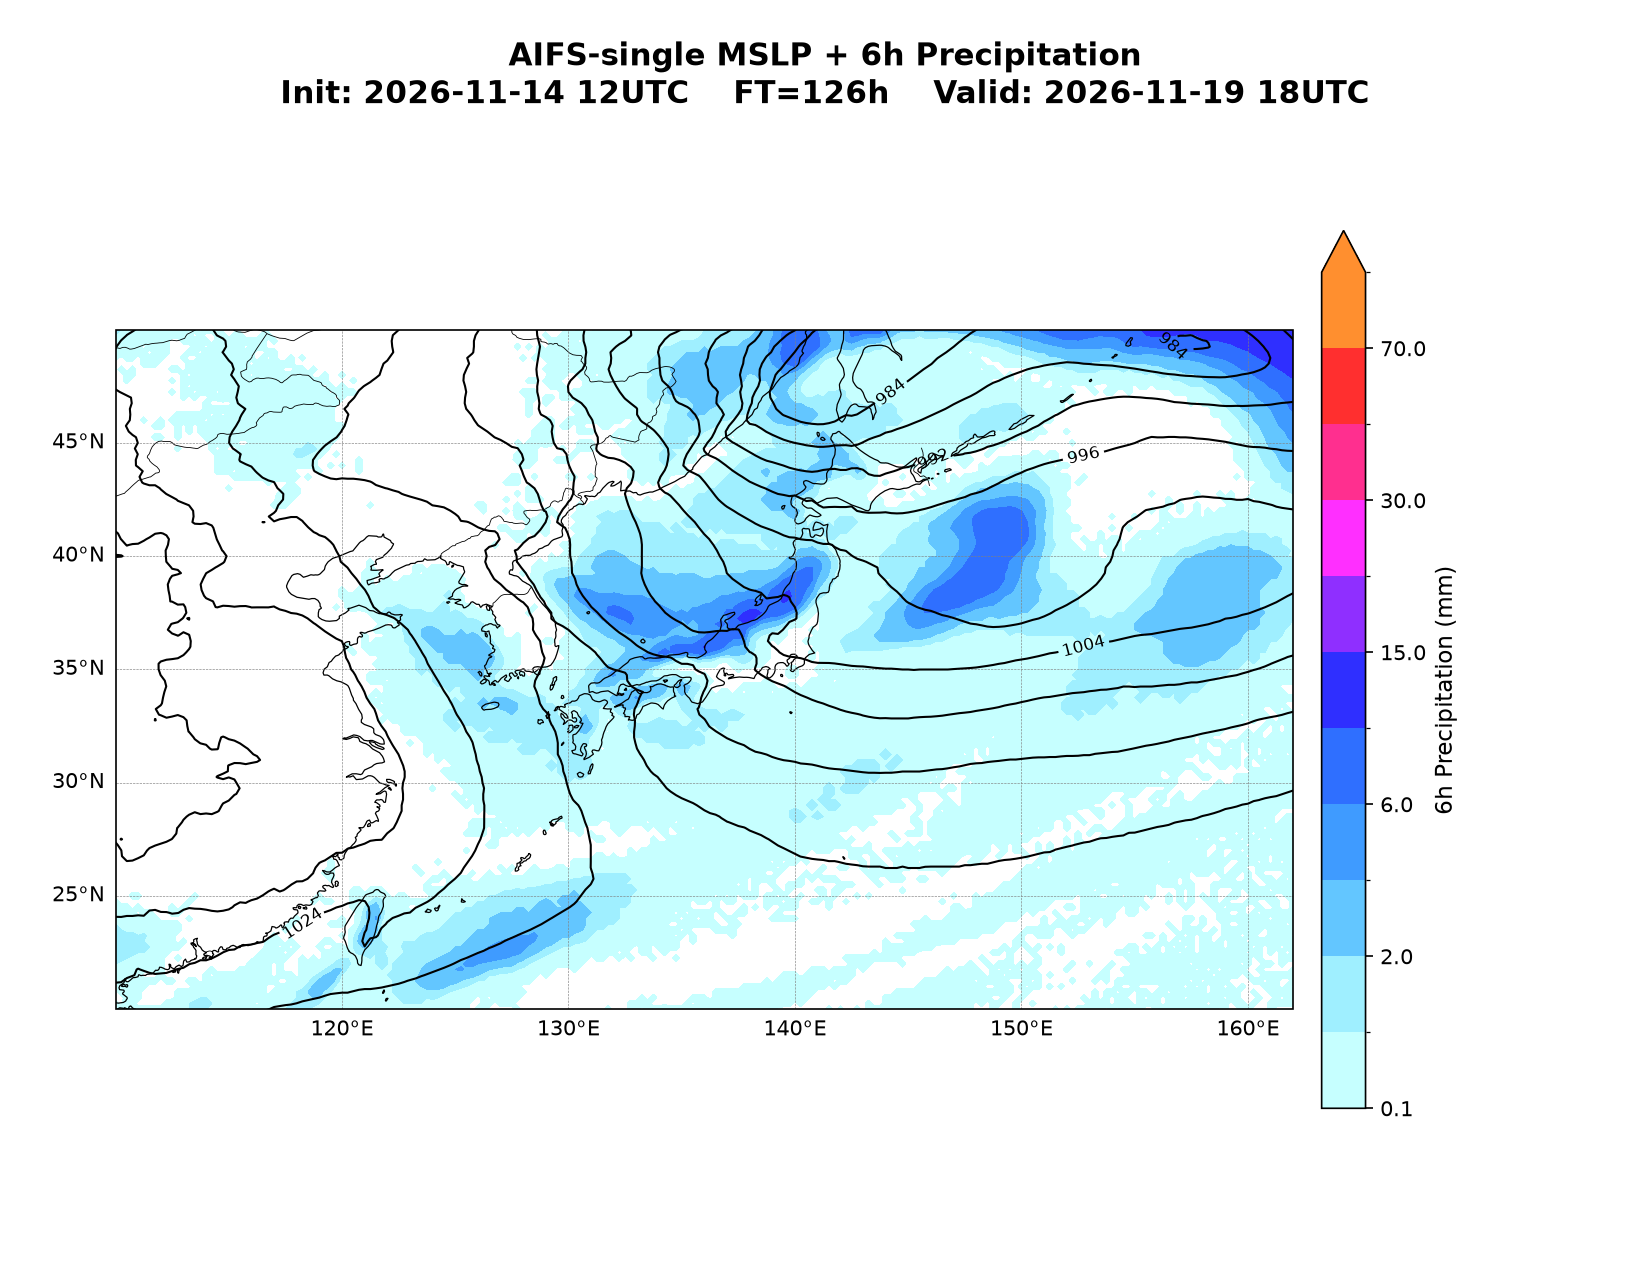 AIFS-single MSLP + 6h Precipitation
Init: 2026-11-14 12UTC    FT=126h    Valid: 2026-11-19 18UTC
984
984
992
996
1004
1024
45°N
40°N
35°N
30°N
25°N
120°E
130°E
140°E
150°E
160°E
70.0
30.0
15.0
6.0
2.0
0.1
6h Precipitation (mm)